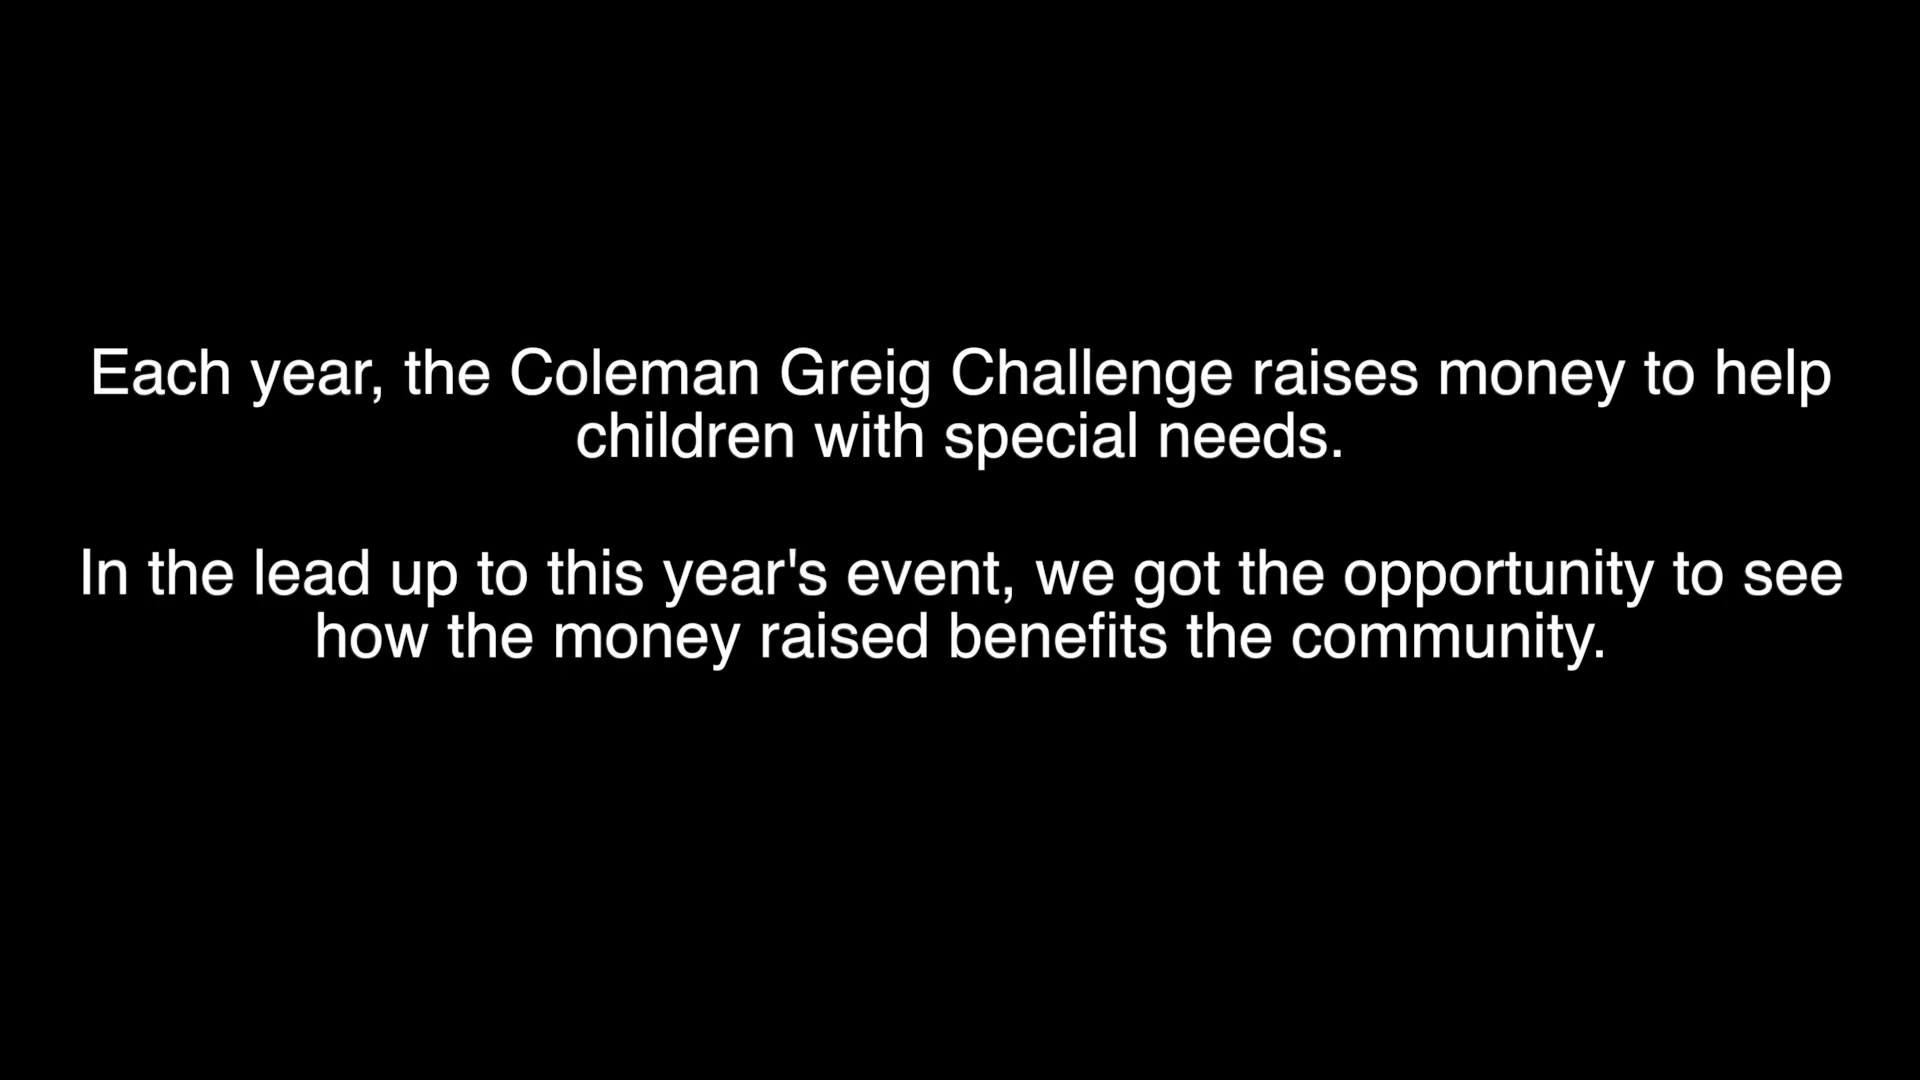 Each year, the Coleman Greig Challenge raises money to help
children with special needs.
In the lead up to this year's event, we got the opportunity to see
how the money raised benefits the community.